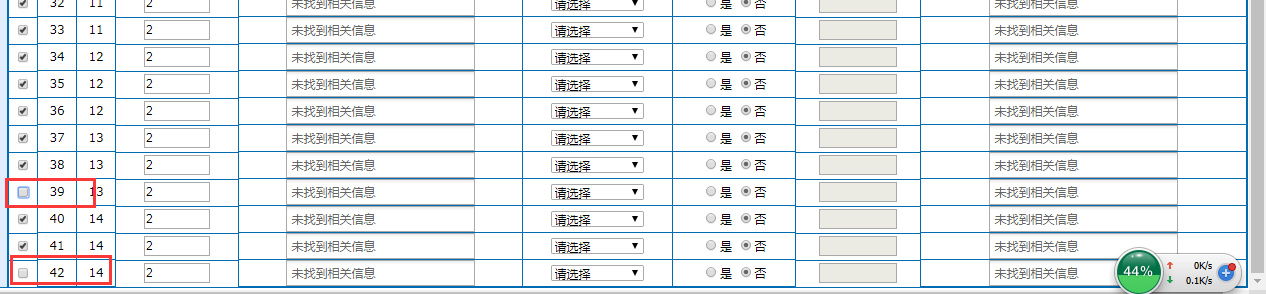 32 11 2 未找到相关信息 请选择 是 否 未找到相关信息
33 11 2 未找到相关信息 请选择 是 否 未找到相关信息
34 12 2 未找到相关信息 请选择 是 否 未找到相关信息
35 12 2 未找到相关信息 请选择 是 否 未找到相关信息
36 12 2 未找到相关信息 请选择 是 否 未找到相关信息
37 13 2 未找到相关信息 请选择 是 否 未找到相关信息
38 13 2 未找到相关信息 请选择 是 否 未找到相关信息
39 13 2 未找到相关信息 请选择 是 否 未找到相关信息
40 14 2 未找到相关信息 请选择 是 否 未找到相关信息
41 14 2 未找到相关信息 请选择 是 否 未找到相关信息
42 14 2 未找到相关信息 请选择 是 否 未找到相关信息
44% 0K/s
0.1K/s